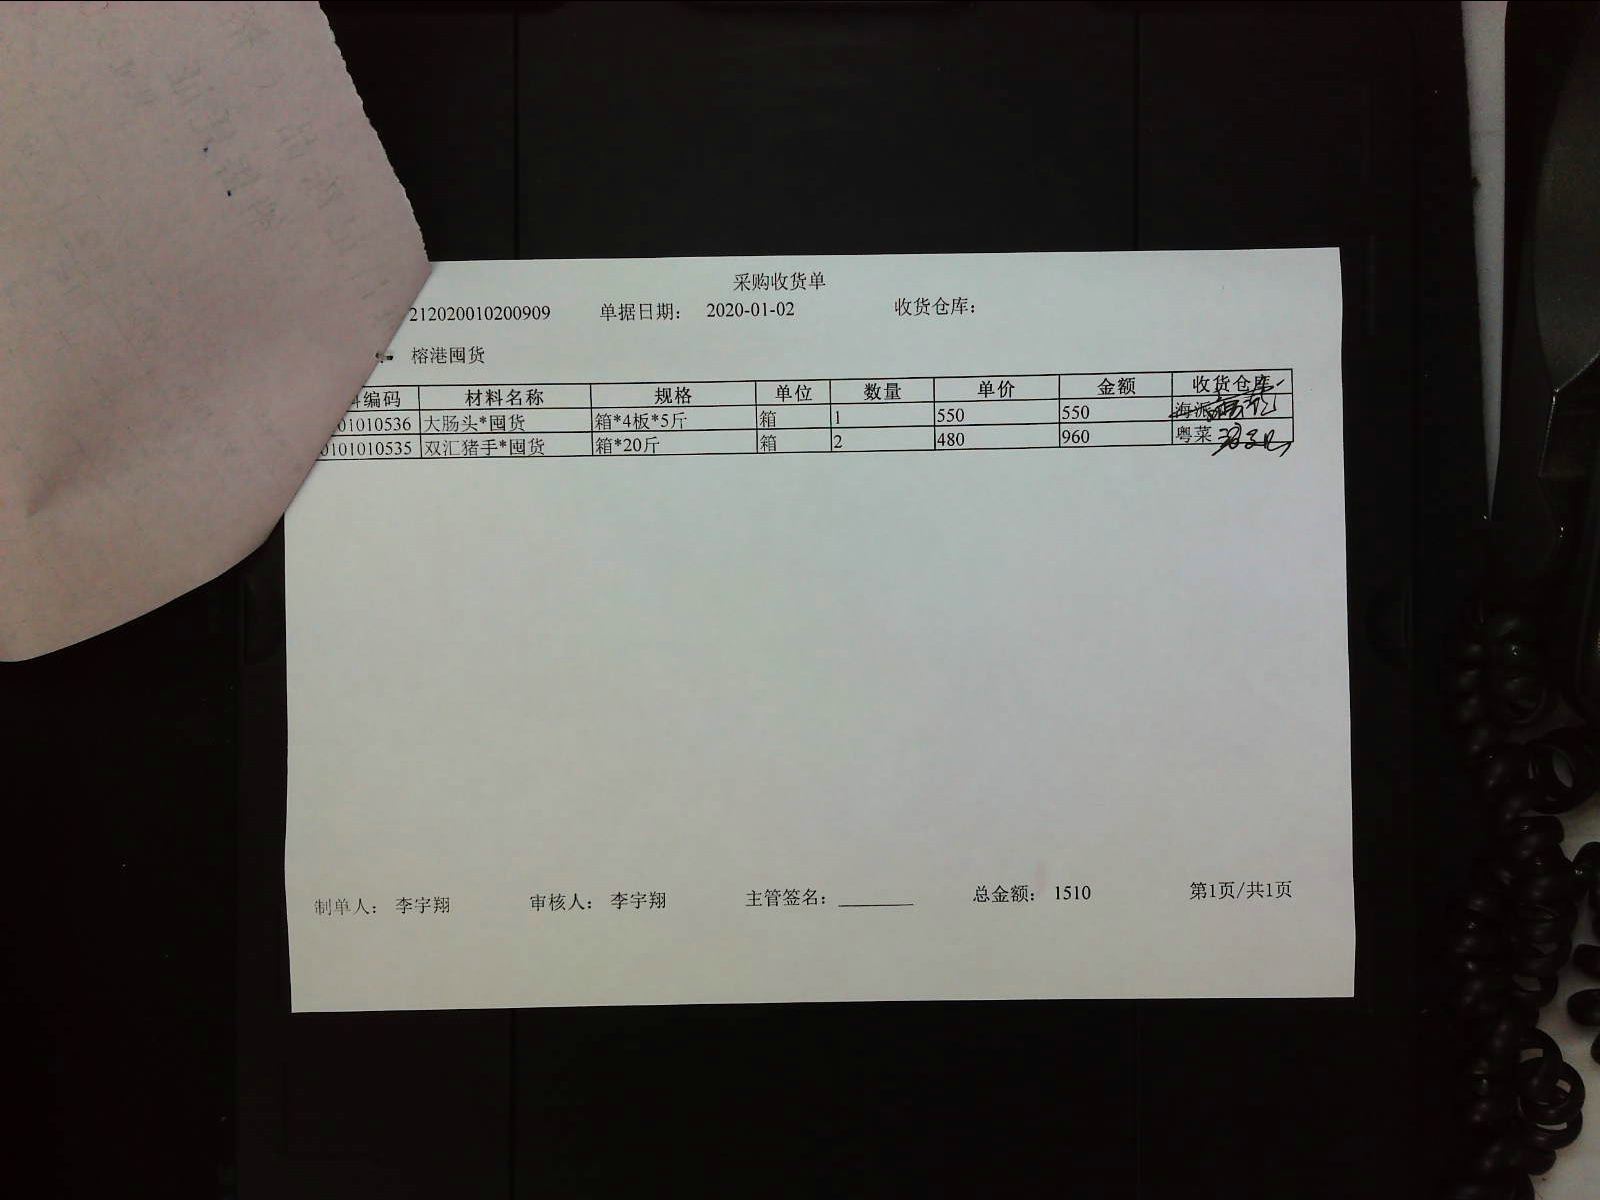 采购收货单
212020010200909 单据日期： 2020-01-02 收货仓库：
榕港囤货
编码 材料名称 规格 单位 数量 单价 金额 收货仓库
01010536 大肠头*囤货 箱*4板*5斤 箱 1 550 550 海派
0101010535 双汇猪手*囤货 箱*20斤 箱 2 480 960 粤菜
制单人： 李宇翔 审核人： 李宇翔 主管签名： 总金额： 1510 第1页/共1页